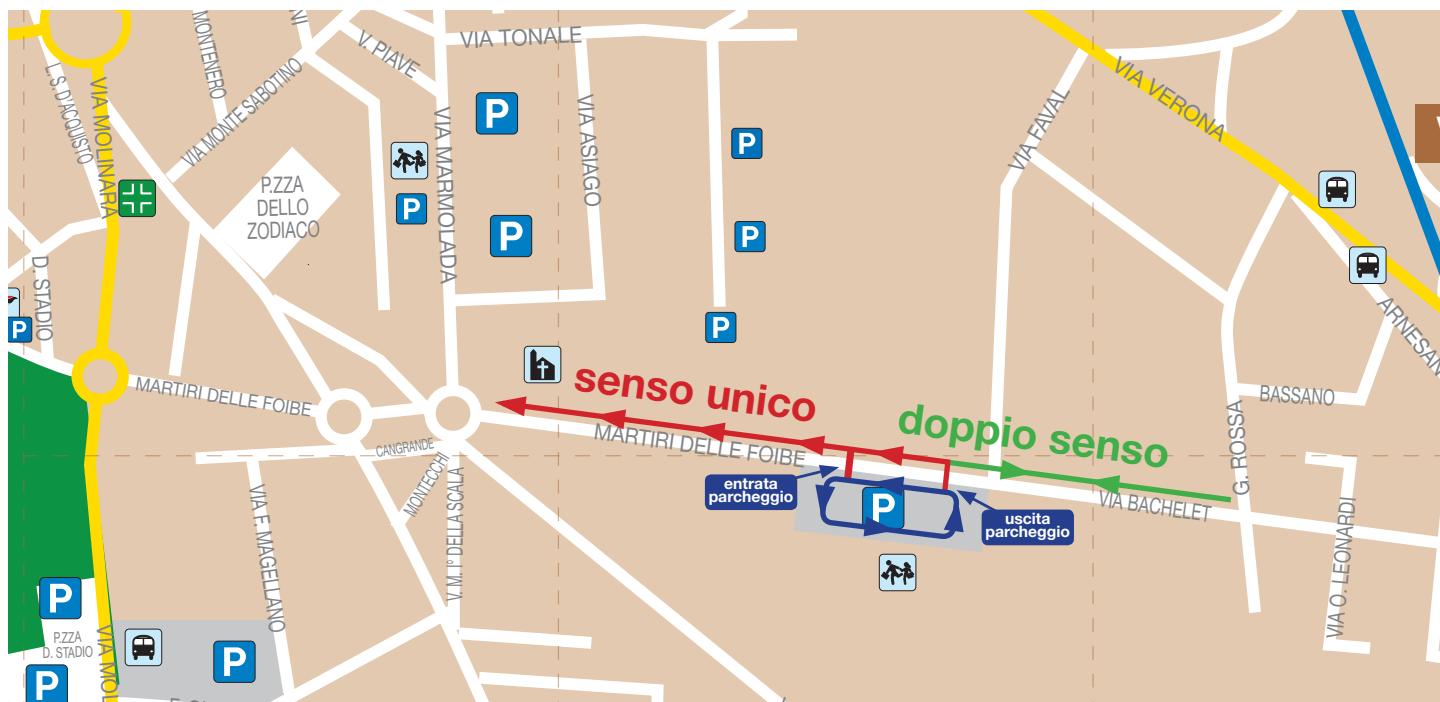 MONTENERO
NI
V. PIAVE
VIA TONALE
L. S. D'ACQUISTO
VIA MOLINARA
VIA MONTE SABOTINO
VIA MARMOLADA
VIA ASIAGO
VIA FAVAL
VIA VERONA
V
P
P
P
P
P
P
P
P.ZZA
DELLO
ZODIACO
D. STADIO
P
ARNESAN
MARTIRI DELLE FOIBE
senso unico
doppio senso
MARTIRI DELLE FOIBE
BASSANO
G. ROSSA
CANGRANDE
MONTECCHI
V. M. I° DELLA SCALA
VIA F. MAGELLANO
entrata
parcheggio
P
uscita
parcheggio
VIA BACHELET
VIA O. LEONARDI
P
P.ZZA
D. STADIO
VIA MOL
P
P